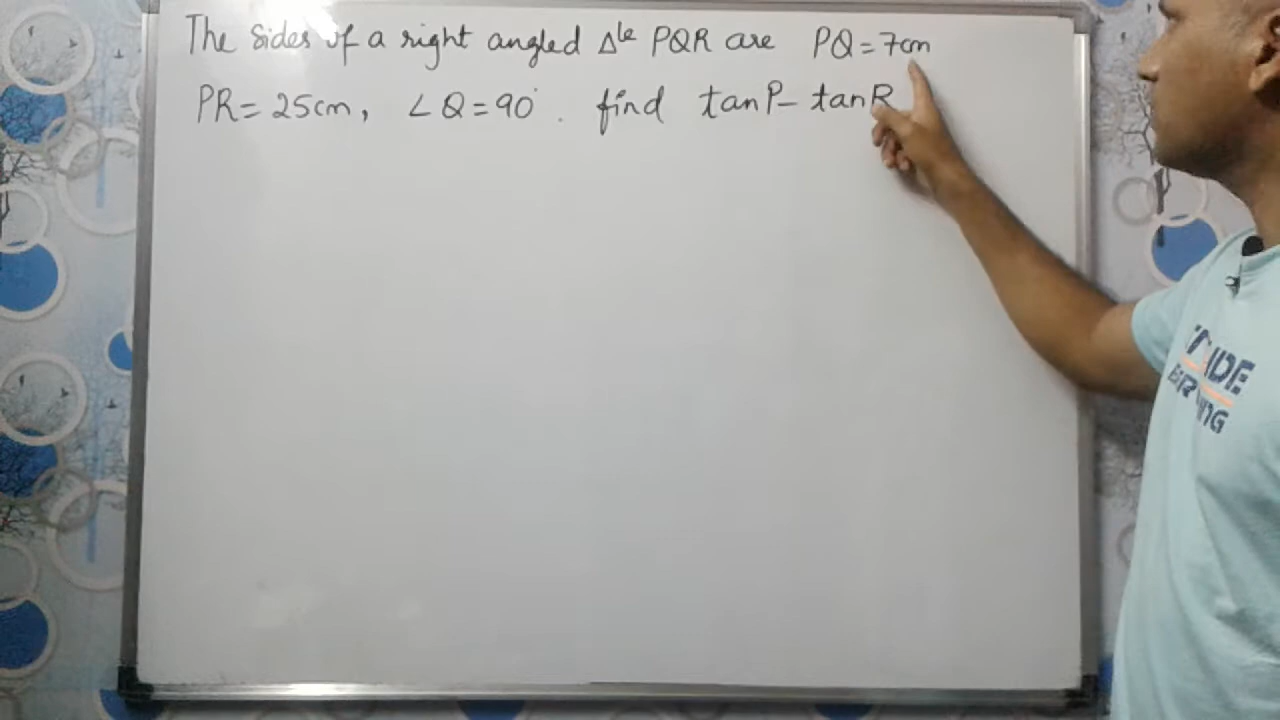 The sides of a right angled Δle PQR are PQ = 7cm
PR = 25cm, ∠Q = 90°. find tanP - tanR